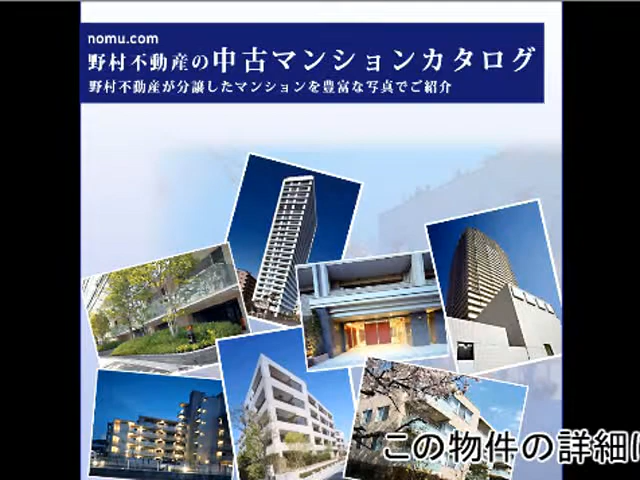 nomu.com
野村不動産の中古マンションカタログ
野村不動産が分譲したマンションを豊富な写真でご紹介
この物件の詳細に